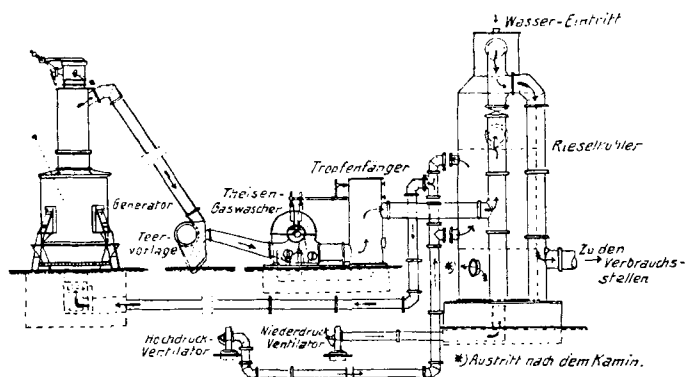 Wasser-Eintritt
Rieselkühler
Tropfenfänger
Theisen-
Gaswäscher
Generator
Teer-
vorlage
Zu den
Verbrauchs-
stellen
*)
Hochdruck-
Ventilator
Niederdruck
Ventilator
*) Austritt nach dem Kamin.